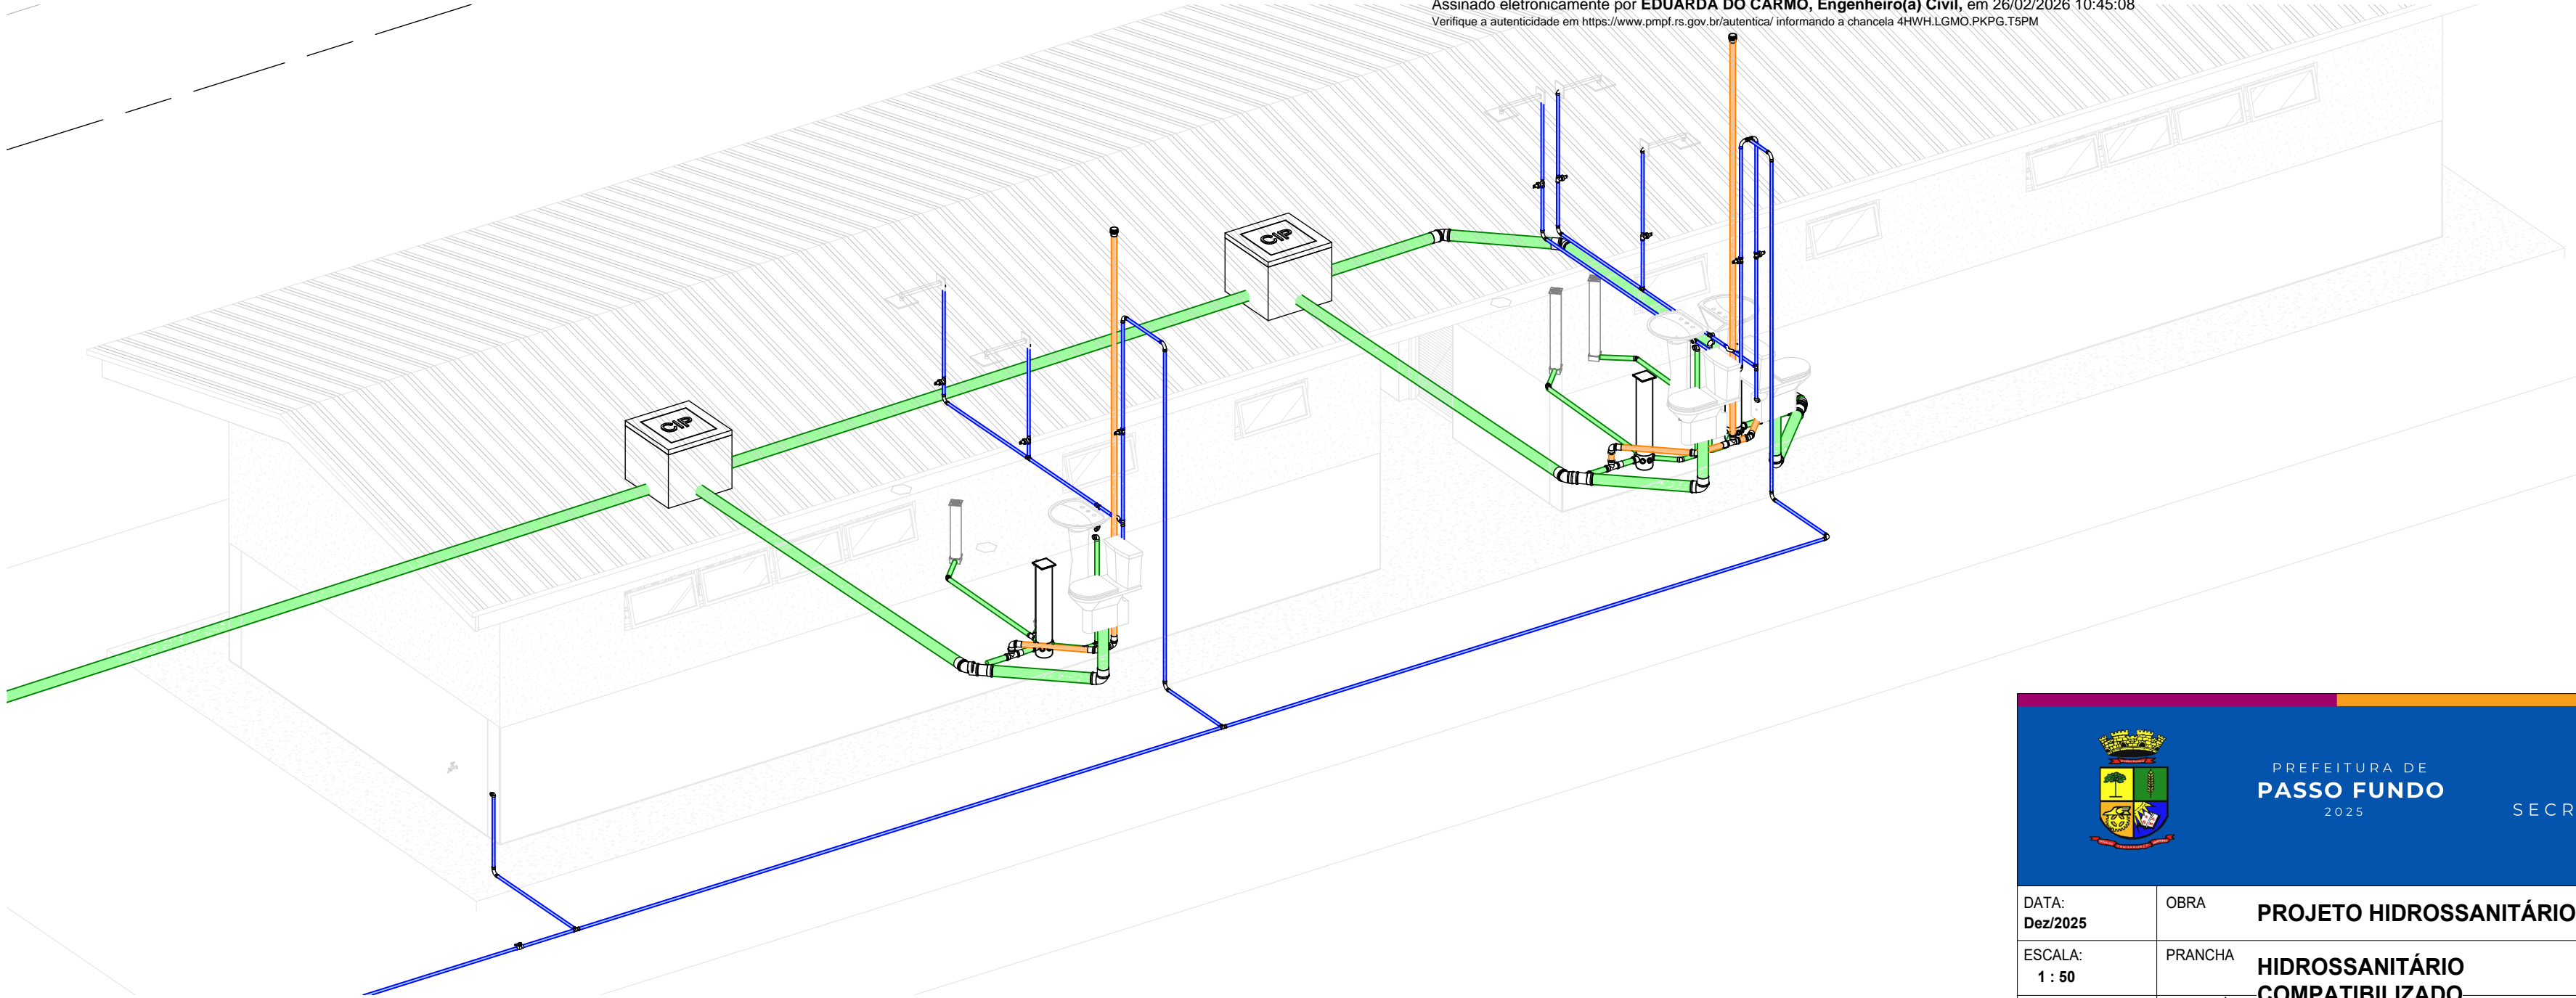 Assinado eletronicamente por EDUARDA DO CARMO, Engenheiro(a) Civil, em 26/02/2026 10:45:08
Verifique a autenticidade em https://www.pmpf.rs.gov.br/autentica/ informando a chancela 4HWH.LGMO.PKPG.T5PM
CIP
CIP
PREFEITURA DE
PASSO FUNDO
2025
SECR
DATA:
Dez/2025
OBRA
PROJETO HIDROSSANITÁRIO
ESCALA:
1 : 50
PRANCHA
HIDROSSANITÁRIO
COMPATIBILIZADO